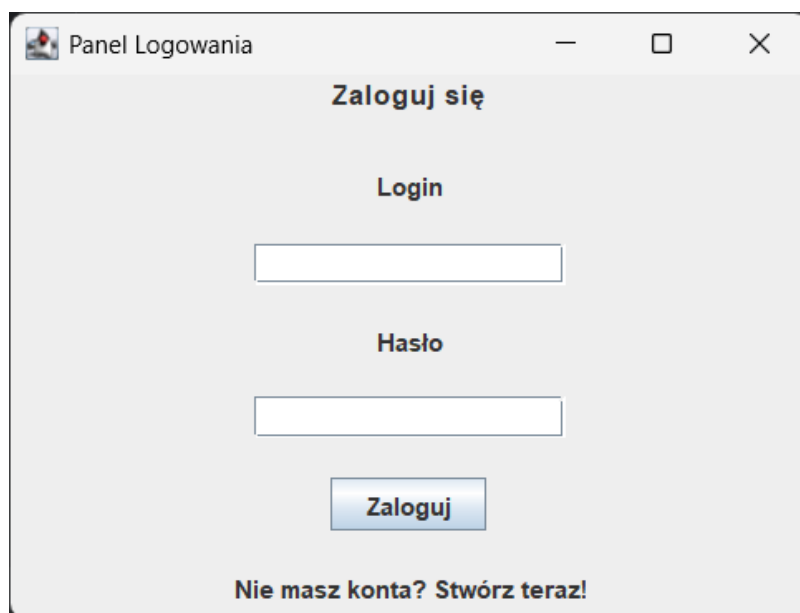 Panel Logowania
Zaloguj się
Login
Hasło
Zaloguj
Nie masz konta? Stwórz teraz!